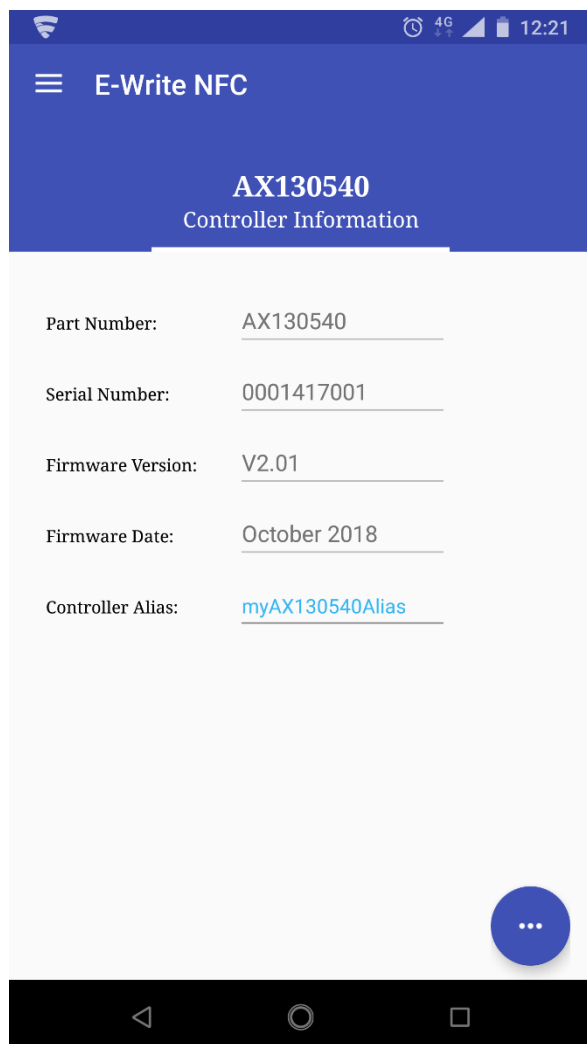 4G 12:21
E-Write NFC
AX130540
Controller Information
Part Number: AX130540
Serial Number: 0001417001
Firmware Version: V2.01
Firmware Date: October 2018
Controller Alias: myAX130540Alias